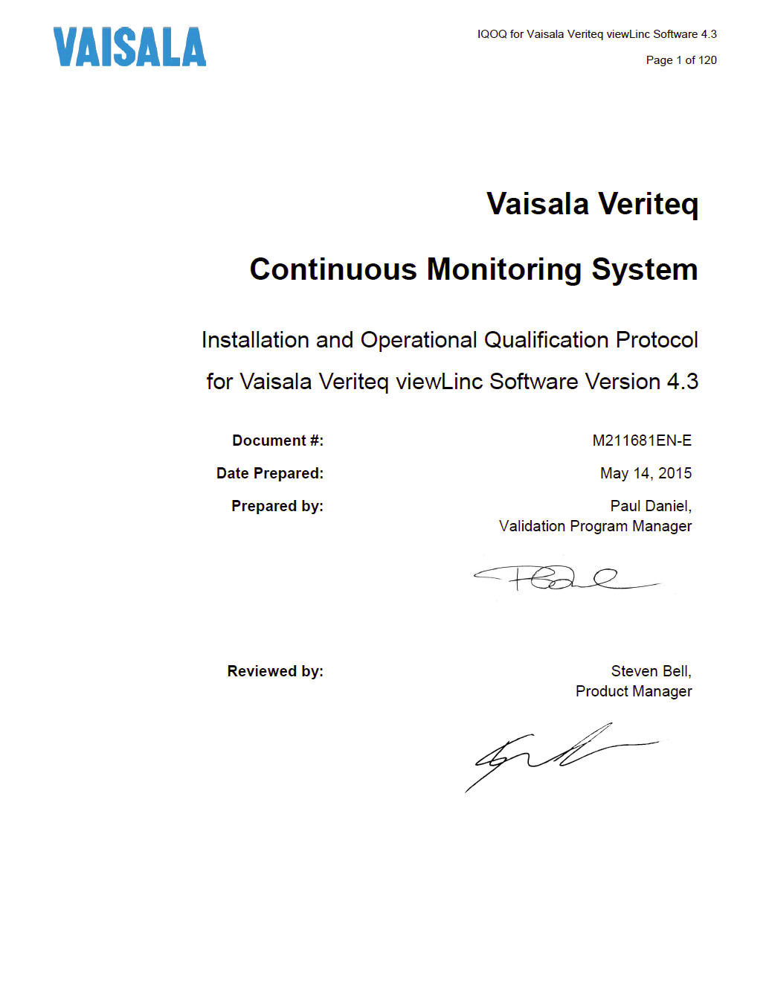 VAISALA
IQOQ for Vaisala Veriteq viewLinc Software 4.3
Page 1 of 120
Vaisala Veriteq
Continuous Monitoring System
Installation and Operational Qualification Protocol
for Vaisala Veriteq viewLinc Software Version 4.3
Document #: M211681EN-E
Date Prepared: May 14, 2015
Prepared by: Paul Daniel,
Validation Program Manager
Reviewed by: Steven Bell,
Product Manager